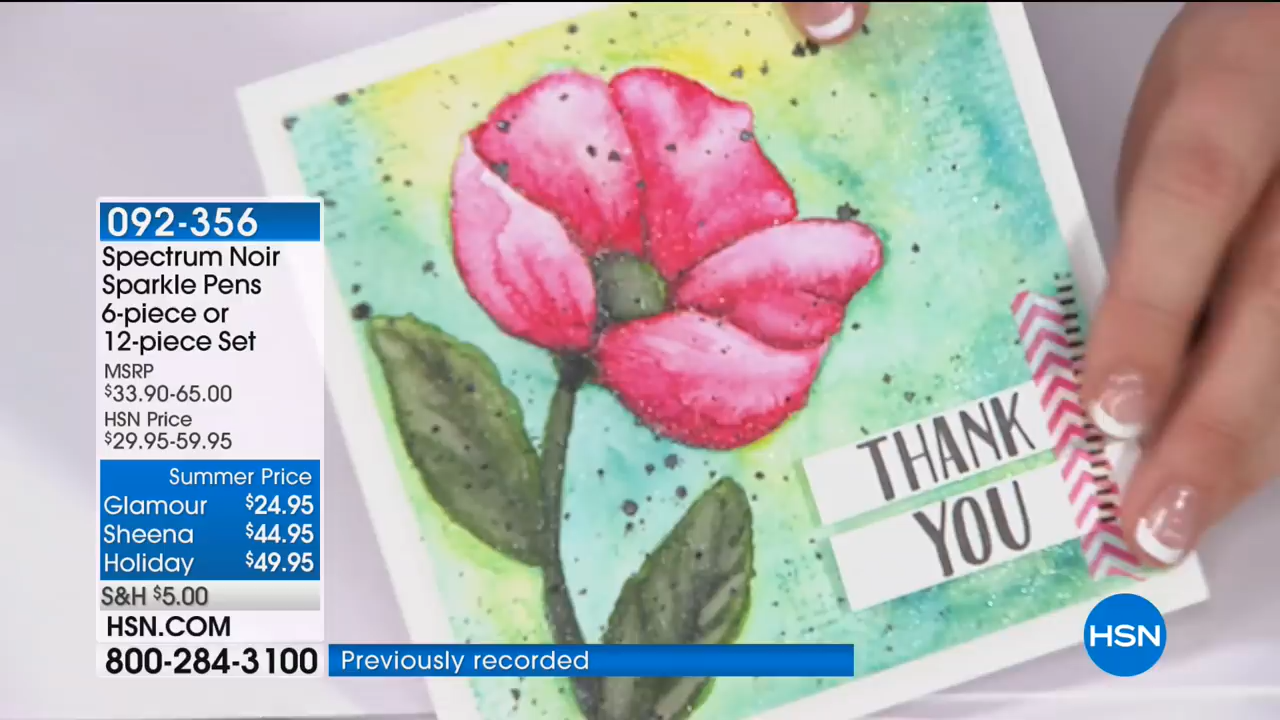 092-356
Spectrum Noir
Sparkle Pens
6-piece or
12-piece Set
MSRP
$33.90-65.00
HSN Price
$29.95-59.95
Summer Price
Glamour $24.95
Sheena $44.95
Holiday $49.95
S&H $5.00
HSN.COM
800-284-3100
Previously recorded
THANK
YOU
HSN